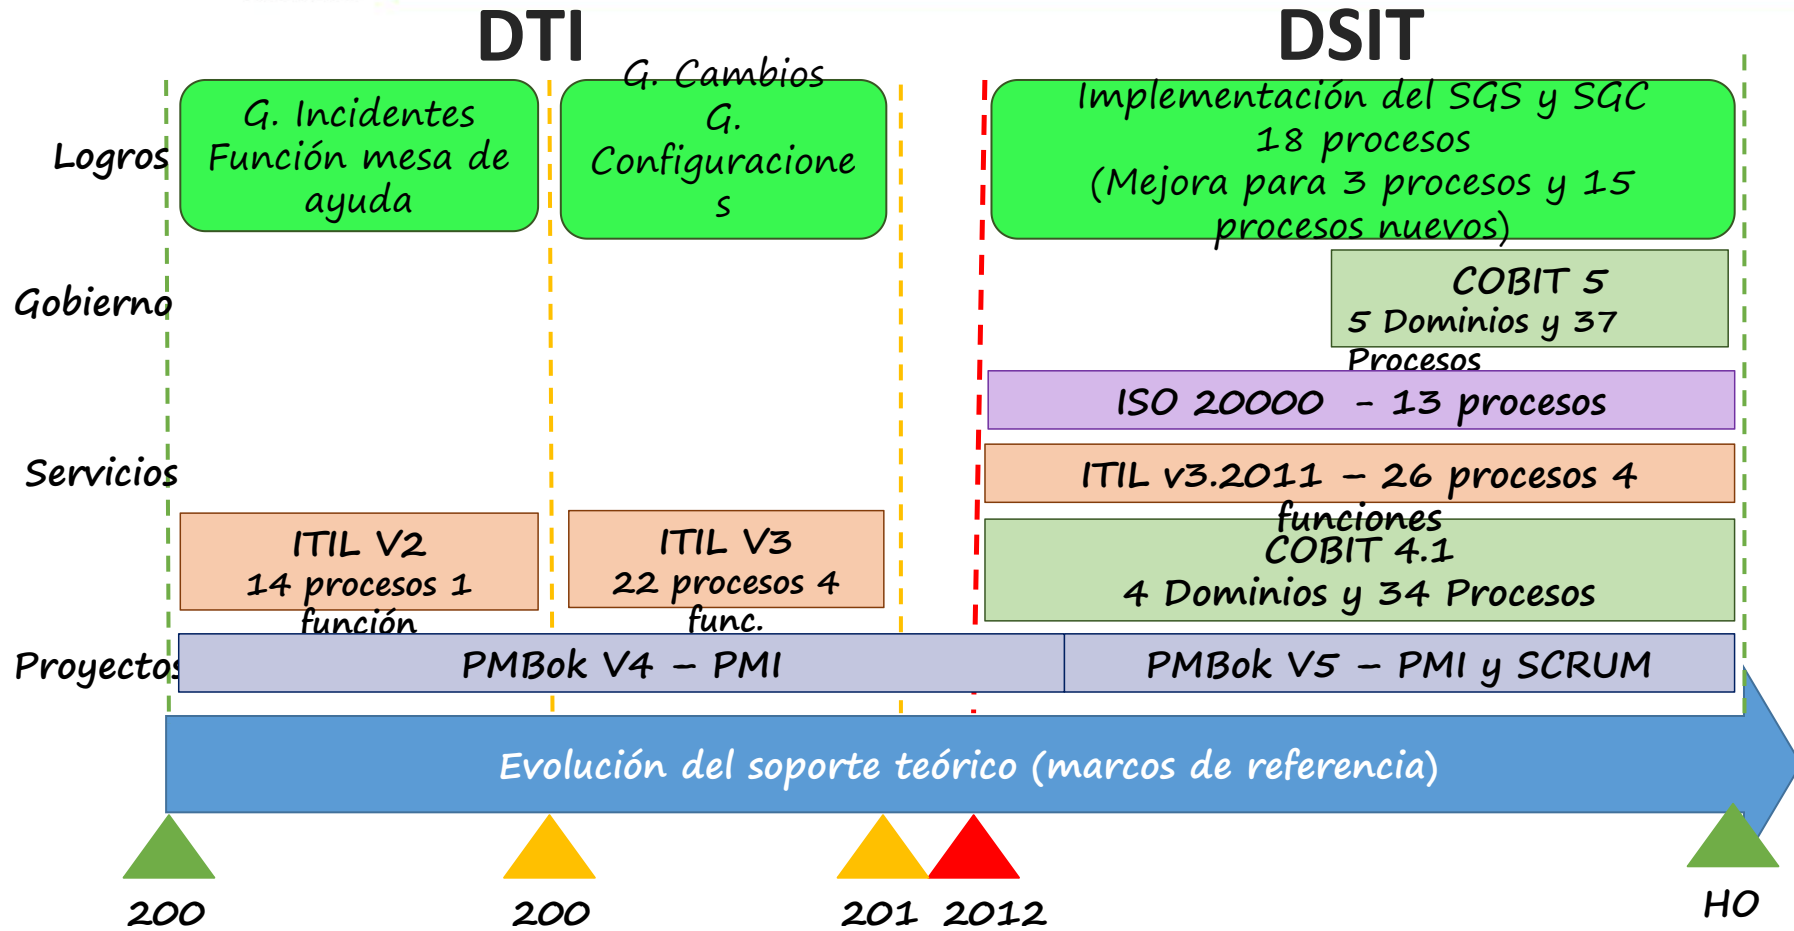 DTI
DSIT
Logros
G. Incidentes
Función mesa de
ayuda
G. Cambios
G.
Configuracione
s
Implementación del SGS y SGC
18 procesos
(Mejora para 3 procesos y 15
procesos nuevos)
Gobierno
COBIT 5
5 Dominios y 37
Procesos
ISO 20000 - 13 procesos
Servicios
ITIL v3.2011 – 26 procesos 4
funciones
ITIL V2
14 procesos 1
función
ITIL V3
22 procesos 4
func.
COBIT 4.1
4 Dominios y 34 Procesos
Proyectos
PMBok V4 – PMI
PMBok V5 – PMI y SCRUM
Evolución del soporte teórico (marcos de referencia)
200
200
201
2012
HO